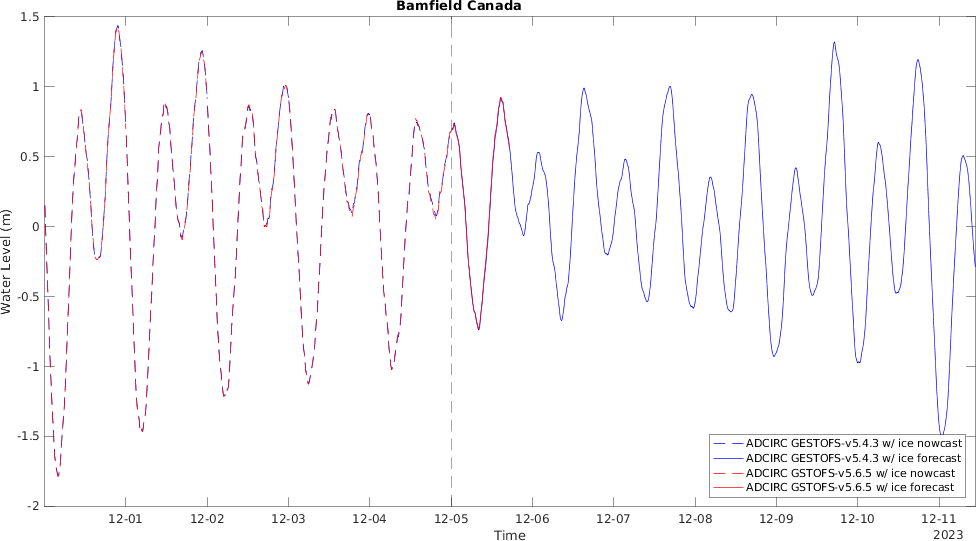 Bamfield Canada
1.5
1
0.5
0
-0.5
-1
-1.5
-2
Water Level (m)
12-01 12-02 12-03 12-04 12-05 12-06 12-07 12-08 12-09 12-10 12-11
Time
2023
ADCIRC GESTOFS-v5.4.3 w/ ice nowcast
ADCIRC GESTOFS-v5.4.3 w/ ice forecast
ADCIRC GSTOFS-v5.6.5 w/ ice nowcast
ADCIRC GSTOFS-v5.6.5 w/ ice forecast